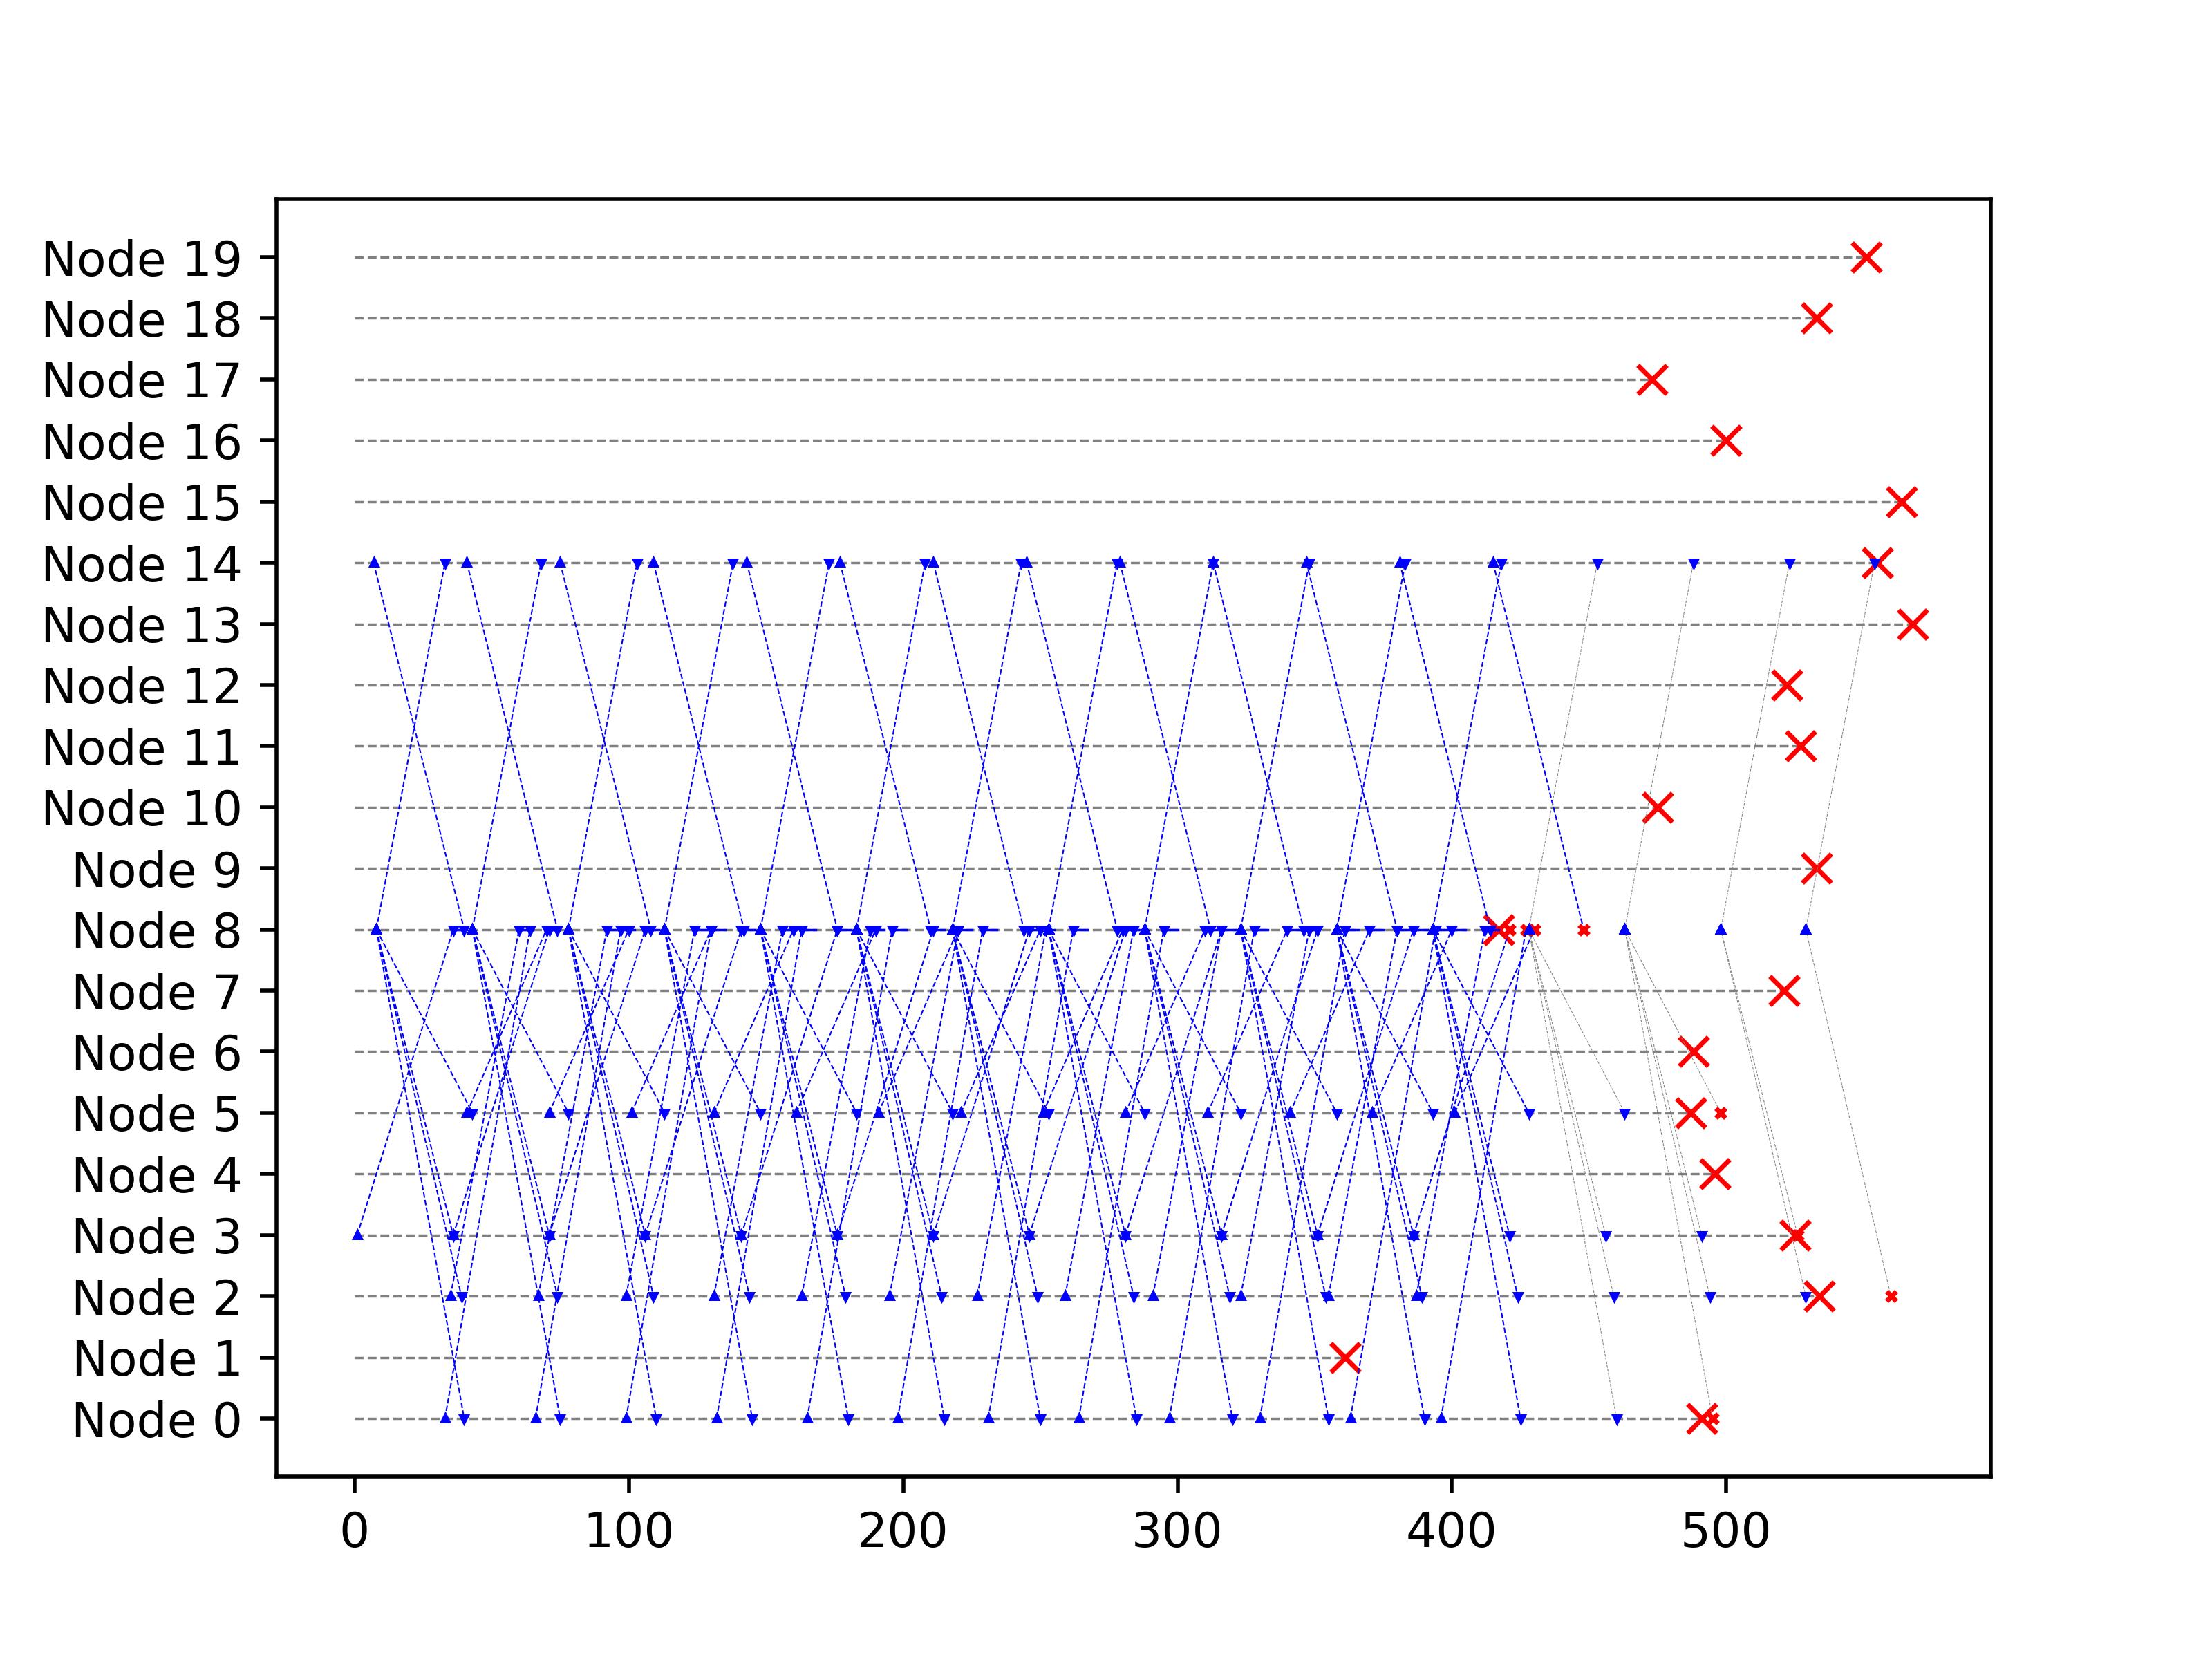 Node 19
Node 18
Node 17
Node 16
Node 15
Node 14
Node 13
Node 12
Node 11
Node 10
Node 9
Node 8
Node 7
Node 6
Node 5
Node 4
Node 3
Node 2
Node 1
Node 0
0 100 200 300 400 500